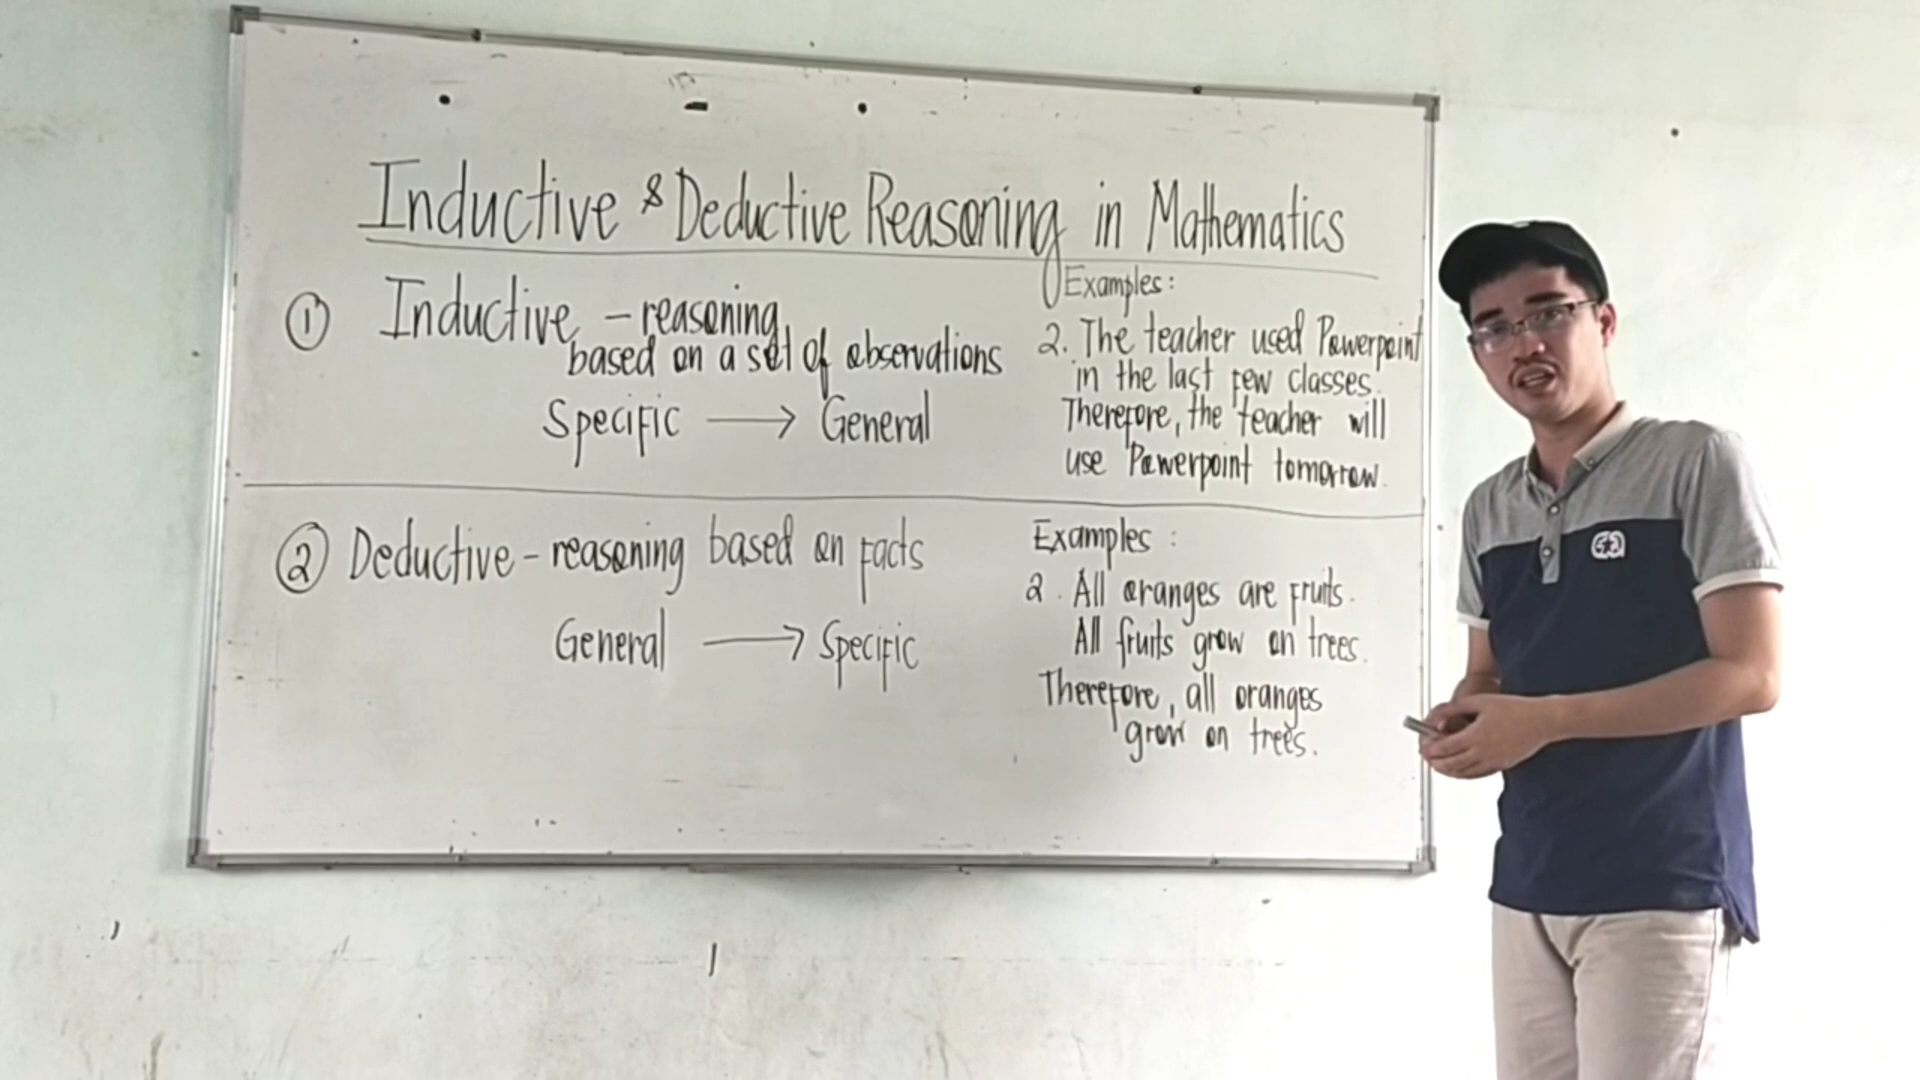 Inductive & Deductive Reasoning in Mathematics
① Inductive – reasoning
based on a set of observations
Specific → General
Examples:
2. The teacher used Powerpoint
in the last few classes.
Therefore, the teacher will
use Powerpoint tomorrow.
② Deductive – reasoning based on facts
General → Specific
Examples :
2. All oranges are fruits.
All fruits grow on trees.
Therefore, all oranges
grow on trees.